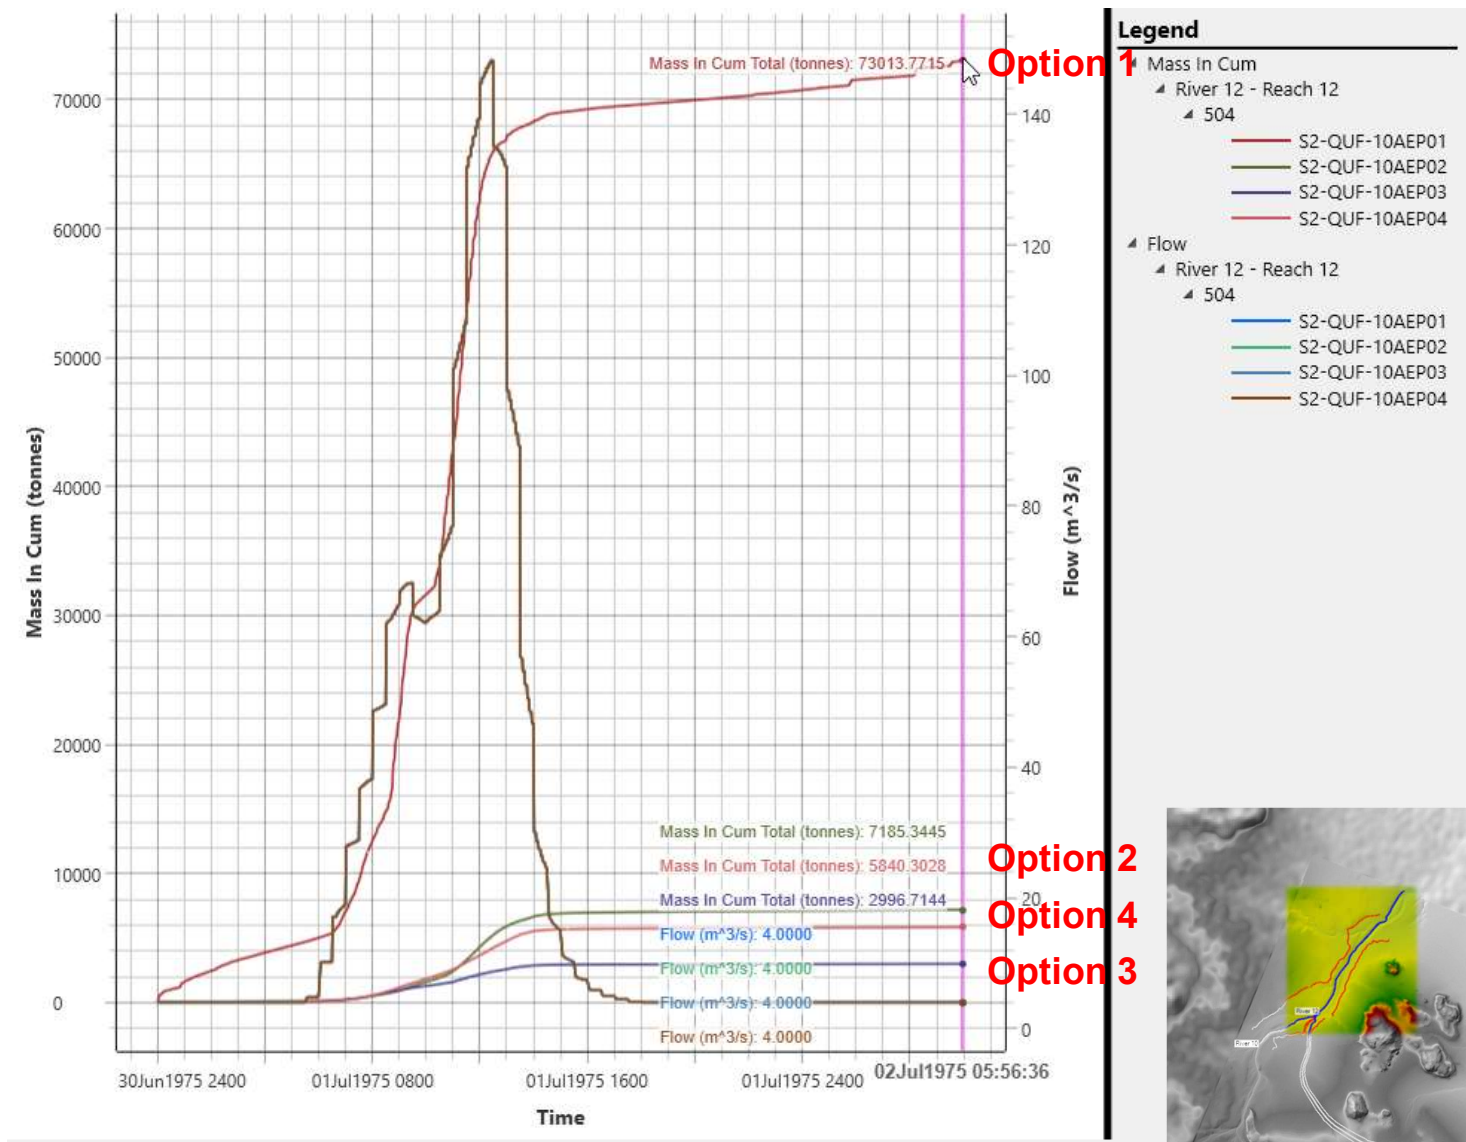 Mass In Cum (tonnes)
70000
60000
50000
40000
30000
20000
10000
0
Mass In Cum Total (tonnes): 73013.7715
Option 1
140
120
100
80
60
40
20
0
Flow (m^3/s)
Mass In Cum Total (tonnes): 7185.3445
Option 2
Mass In Cum Total (tonnes): 5840.3028
Mass In Cum Total (tonnes): 2996.7144
Option 4
Flow (m^3/s): 4.0000
Flow (m^3/s): 4.0000
Option 3
Flow (m^3/s): 4.0000
Flow (m^3/s): 4.0000
30Jun1975 2400
01Jul1975 0800
01Jul1975 1600
01Jul1975 2400
02Jul1975 05:56:36
Time
Legend
Mass In Cum
River 12 - Reach 12
504
S2-QUF-10AEP01
S2-QUF-10AEP02
S2-QUF-10AEP03
S2-QUF-10AEP04
Flow
River 12 - Reach 12
504
S2-QUF-10AEP01
S2-QUF-10AEP02
S2-QUF-10AEP03
S2-QUF-10AEP04
River 12
River 10